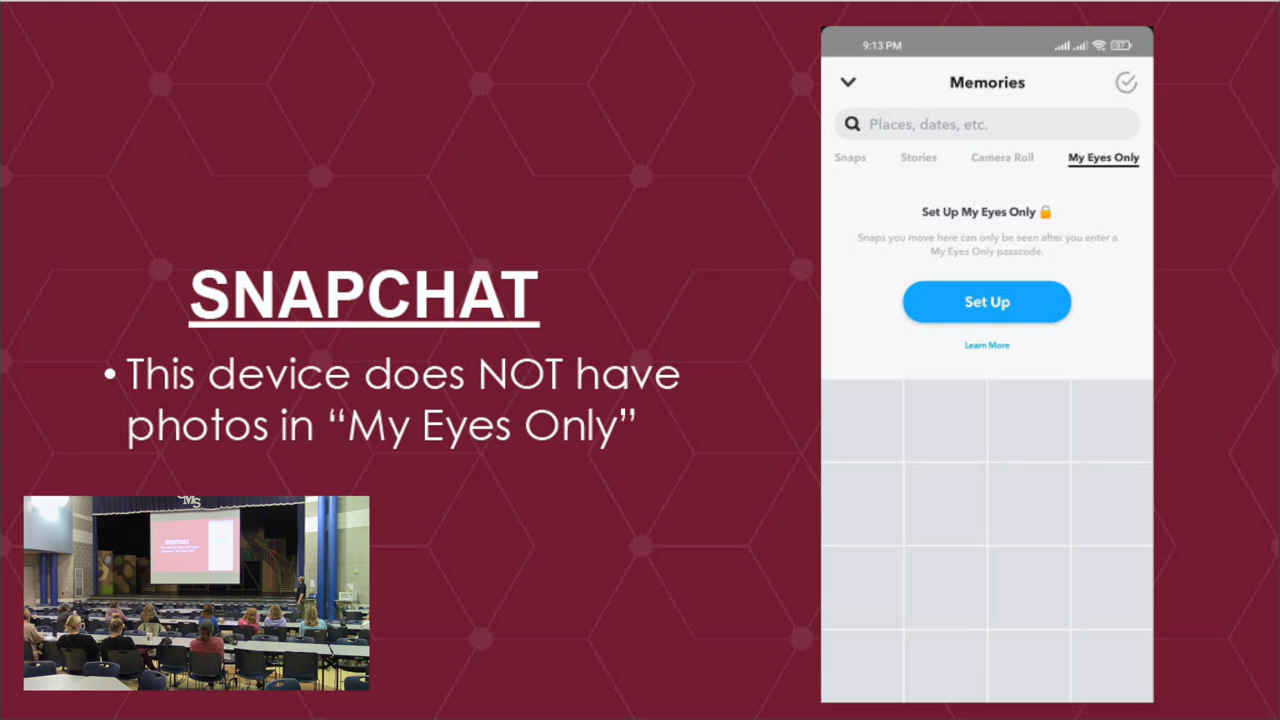 SNAPCHAT
• This device does NOT have
photos in “My Eyes Only”
9:13 PM
Memories
Places, dates, etc.
Snaps Stories Camera Roll My Eyes Only
Set Up My Eyes Only 🔒
Snaps you move here can only be seen after you enter a
My Eyes Only passcode.
Set Up
Learn More
SNAPCHAT